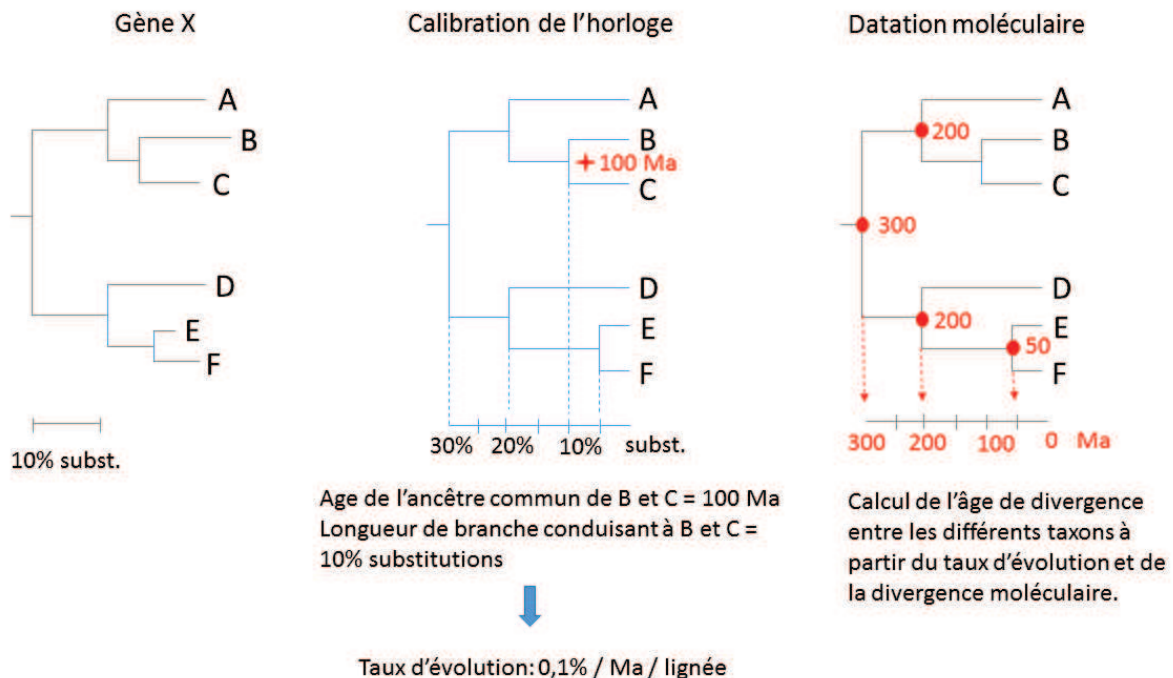 Gène X
A
B
C
D
E
F
10% subst.
Calibration de l'horloge
A
B
+ 100 Ma
C
D
E
F
30% 20% 10% subst.
Age de l'ancêtre commun de B et C = 100 Ma
Longueur de branche conduisant à B et C =
10% substitutions
Taux d'évolution: 0,1% / Ma / lignée
Datation moléculaire
A
200
B
C
300
D
200
E
50
F
300 200 100 0 Ma
Calcul de l'âge de divergence
entre les différents taxons à
partir du taux d'évolution et de
la divergence moléculaire.